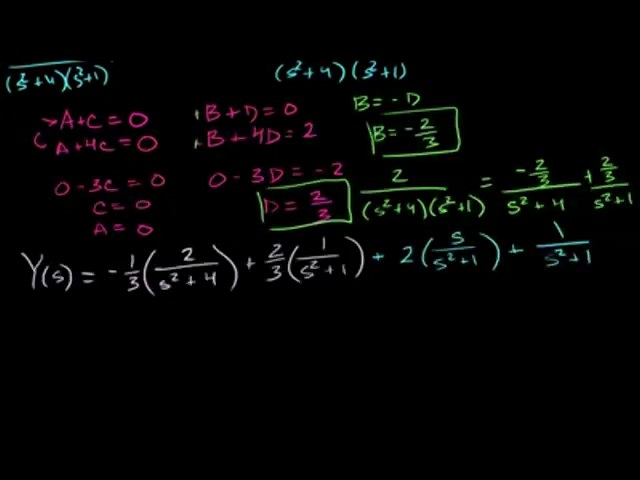 (s²+4)(s²+1) (s²+4)(s²+1)
A+C=0 B+D=0 B=-D
A+4C=0 B+4D=2 B=-2/3
0-3C=0 0-3D=-2
C=0 D=2/3 2/((s²+4)(s²+1)) = (-2/3)/(s²+4) + (2/3)/(s²+1)
A=0
Y(s) = -1/3(2/(s²+4)) + 2/3(1/(s²+1)) + 2(s/(s²+1)) + 1/(s²+1)